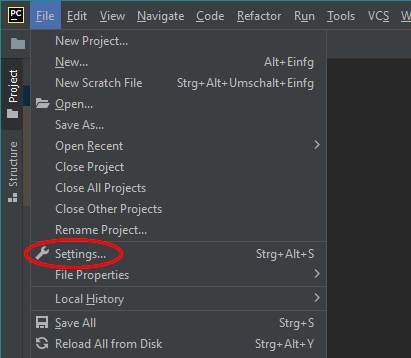 PC File Edit View Navigate Code Refactor Run Tools VCS W
New Project...
New... Alt+Einfg
New Scratch File Strg+Alt+Umschalt+Einfg
Open...
Save As...
Open Recent
Close Project
Close All Projects
Close Other Projects
Rename Project...
Settings... Strg+Alt+S
File Properties
Local History
Save All Strg+S
Reload All from Disk Strg+Alt+Y
Project
Structure